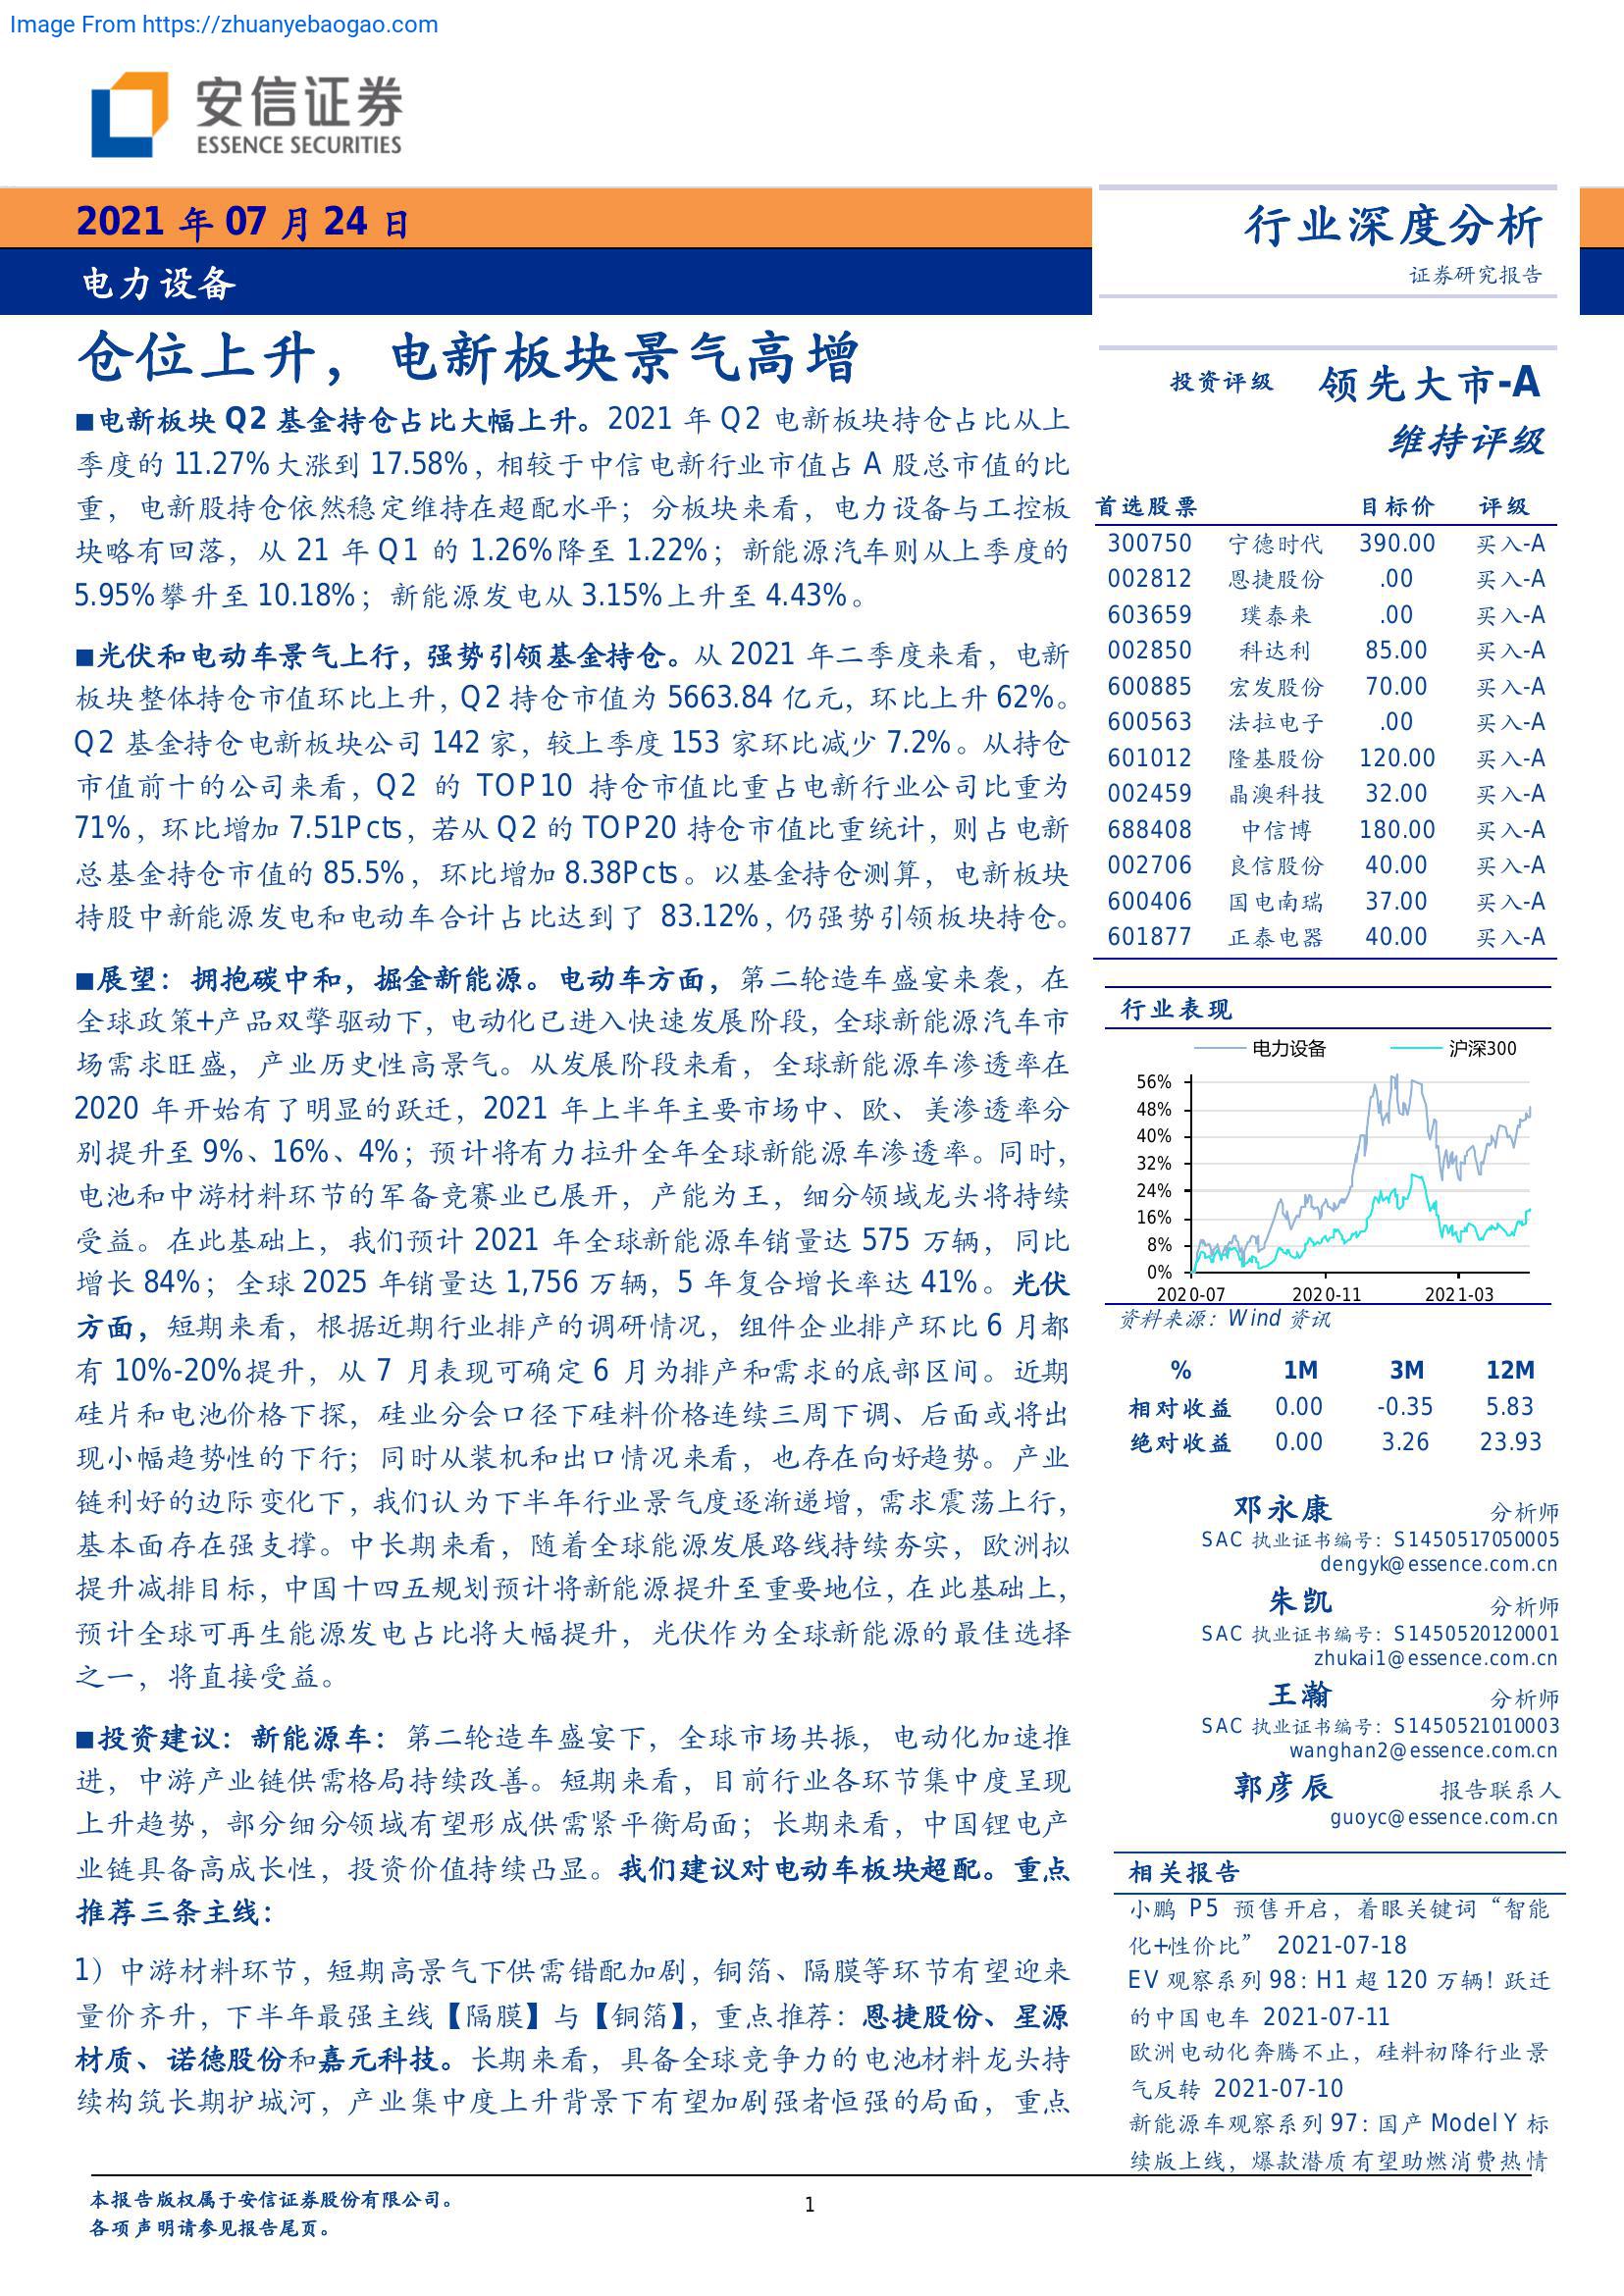 Image From https://zhuanyebaogao.com
安信证券
ESSENCE SECURITIES
2021 年 07 月 24 日
电力设备
行业深度分析
证券研究报告
仓位上升，电新板块景气高增
■电新板块 Q2 基金持仓占比大幅上升。2021 年 Q2 电新板块持仓占比从上
季度的 11.27%大涨到 17.58%，相较于中信电新行业市值占 A 股总市值的比
重，电新股持仓依然稳定维持在超配水平；分板块来看，电力设备与工控板
块略有回落，从 21 年 Q1 的 1.26%降至 1.22%；新能源汽车则从上季度的
5.95%攀升至 10.18%；新能源发电从 3.15%上升至 4.43%。
■光伏和电动车景气上行，强势引领基金持仓。从 2021 年二季度来看，电新
板块整体持仓市值环比上升，Q2 持仓市值为 5663.84 亿元，环比上升 62%。
Q2 基金持仓电新板块公司 142 家，较上季度 153 家环比减少 7.2%。从持仓
市值前十的公司来看，Q2 的 TOP10 持仓市值比重占电新行业公司比重为
71%，环比增加 7.51Pcts，若从 Q2 的 TOP20 持仓市值比重统计，则占电新
总基金持仓市值的 85.5%，环比增加 8.38Pcts。以基金持仓测算，电新板块
持股中新能源发电和电动车合计占比达到了 83.12%，仍强势引领板块持仓。
■展望：拥抱碳中和，掘金新能源。电动车方面，第二轮造车盛宴来袭，在
全球政策+产品双擎驱动下，电动化已进入快速发展阶段，全球新能源汽车市
场需求旺盛，产业历史性高景气。从发展阶段来看，全球新能源车渗透率在
2020 年开始有了明显的跃迁，2021 年上半年主要市场中、欧、美渗透率分
别提升至 9%、16%、4%；预计将有力拉升全年全球新能源车渗透率。同时，
电池和中游材料环节的军备竞赛业已展开，产能为王，细分领域龙头将持续
受益。在此基础上，我们预计 2021 年全球新能源车销量达 575 万辆，同比
增长 84%；全球 2025 年销量达 1,756 万辆，5 年复合增长率达 41%。光伏
方面，短期来看，根据近期行业排产的调研情况，组件企业排产环比 6 月都
有 10%-20%提升，从 7 月表现可确定 6 月为排产和需求的底部区间。近期
硅片和电池价格下探，硅业分会口径下硅料价格连续三周下调、后面或将出
现小幅趋势性的下行；同时从装机和出口情况来看，也存在向好趋势。产业
链利好的边际变化下，我们认为下半年行业景气度逐渐递增，需求震荡上行，
基本面存在强支撑。中长期来看，随着全球能源发展路线持续夯实，欧洲拟
提升减排目标，中国十四五规划预计将新能源提升至重要地位，在此基础上，
预计全球可再生能源发电占比将大幅提升，光伏作为全球新能源的最佳选择
之一，将直接受益。
■投资建议：新能源车：第二轮造车盛宴下，全球市场共振，电动化加速推
进，中游产业链供需格局持续改善。短期来看，目前行业各环节集中度呈现
上升趋势，部分细分领域有望形成供需紧平衡局面；长期来看，中国锂电产
业链具备高成长性，投资价值持续凸显。我们建议对电动车板块超配。重点
推荐三条主线：
1）中游材料环节，短期高景气下供需错配加剧，铜箔、隔膜等环节有望迎来
量价齐升，下半年最强主线【隔膜】与【铜箔】，重点推荐：恩捷股份、星源
材质、诺德股份和嘉元科技。长期来看，具备全球竞争力的电池材料龙头持
续构筑长期护城河，产业集中度上升背景下有望加剧强者恒强的局面，重点
投资评级 领先大市-A
维持评级
首选股票 目标价 评级
300750 宁德时代 390.00 买入-A
002812 恩捷股份 .00 买入-A
603659 璞泰来 .00 买入-A
002850 科达利 85.00 买入-A
600885 宏发股份 70.00 买入-A
600563 法拉电子 .00 买入-A
601012 隆基股份 120.00 买入-A
002459 晶澳科技 32.00 买入-A
688408 中信博 180.00 买入-A
002706 良信股份 40.00 买入-A
600406 国电南瑞 37.00 买入-A
601877 正泰电器 40.00 买入-A
行业表现
电力设备 沪深300
56%
48%
40%
32%
24%
16%
8%
0%
2020-07 2020-11 2021-03
资料来源：Wind 资讯
% 1M 3M 12M
相对收益 0.00 -0.35 5.83
绝对收益 0.00 3.26 23.93
邓永康 分析师
SAC 执业证书编号：S1450517050005
dengyk@essence.com.cn
朱凯 分析师
SAC 执业证书编号：S1450520120001
zhukai1@essence.com.cn
王瀚 分析师
SAC 执业证书编号：S1450521010003
wanghan2@essence.com.cn
郭彦辰 报告联系人
guoyc@essence.com.cn
相关报告
小鹏 P5 预售开启，着眼关键词“智能
化+性价比” 2021-07-18
EV 观察系列 98：H1 超 120 万辆！跃迁
的中国电车 2021-07-11
欧洲电动化奔腾不止，硅料初降行业景
气反转 2021-07-10
新能源车观察系列 97：国产 Model Y 标
续版上线，爆款潜质有望助燃消费热情
本报告版权属于安信证券股份有限公司。
各项声明请参见报告尾页。
1